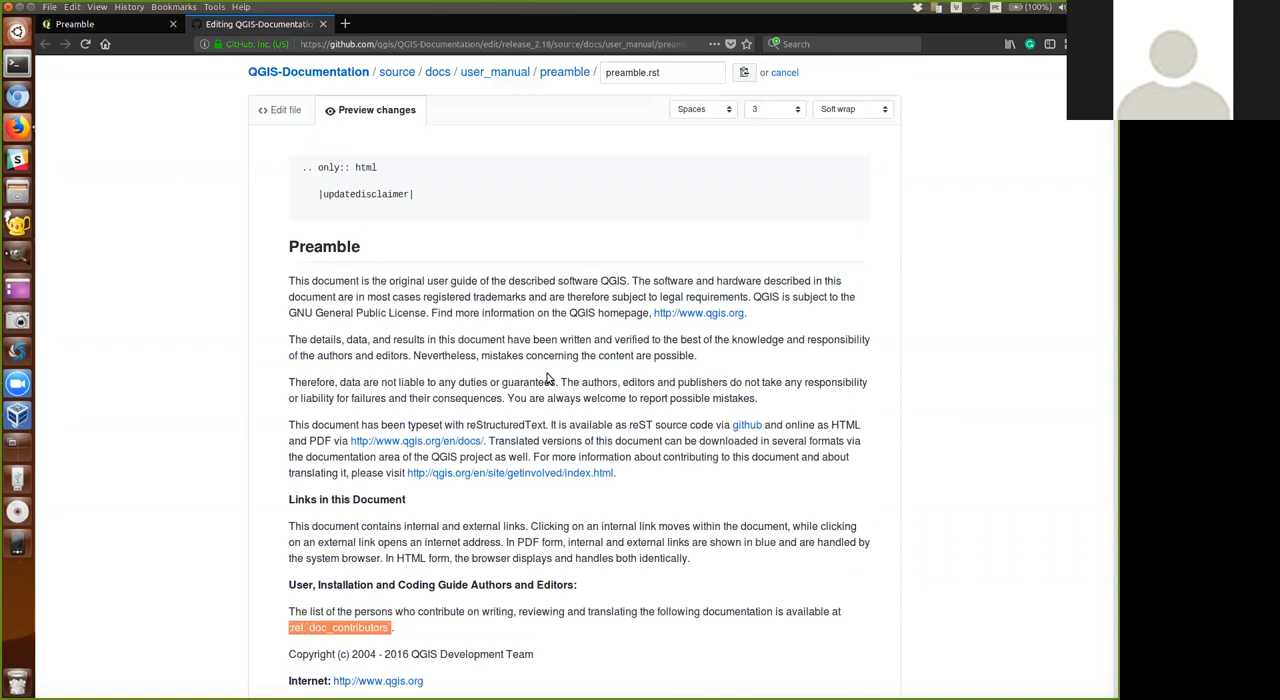 File Edit View History Bookmarks Tools Help
(100%)
Preamble
Editing QGIS-Documentatio
GitHub, Inc. (US)
https://github.com/qgis/QGIS-Documentation/edit/release_2.18/source/docs/user_manual/pream
Search
QGIS-Documentation / source / docs / user_manual / preamble / preamble.rst or cancel
<> Edit file Preview changes Spaces 3 Soft wrap
.. only:: html
|updatedisclaimer|
Preamble
This document is the original user guide of the described software QGIS. The software and hardware described in this
document are in most cases registered trademarks and are therefore subject to legal requirements. QGIS is subject to the
GNU General Public License. Find more information on the QGIS homepage, http://www.qgis.org.
The details, data, and results in this document have been written and verified to the best of the knowledge and responsibility
of the authors and editors. Nevertheless, mistakes concerning the content are possible.
Therefore, data are not liable to any duties or guarantees. The authors, editors and publishers do not take any responsibility
or liability for failures and their consequences. You are always welcome to report possible mistakes.
This document has been typeset with reStructuredText. It is available as reST source code via github and online as HTML
and PDF via http://www.qgis.org/en/docs/. Translated versions of this document can be downloaded in several formats via
the documentation area of the QGIS project as well. For more information about contributing to this document and about
translating it, please visit http://qgis.org/en/site/getinvolved/index.html.
Links in this Document
This document contains internal and external links. Clicking on an internal link moves within the document, while clicking
on an external link opens an internet address. In PDF form, internal and external links are shown in blue and are handled by
the system browser. In HTML form, the browser displays and handles both identically.
User, Installation and Coding Guide Authors and Editors:
The list of the persons who contribute on writing, reviewing and translating the following documentation is available at
:ref:`doc_contributors`.
Copyright (c) 2004 - 2016 QGIS Development Team
Internet: http://www.qgis.org